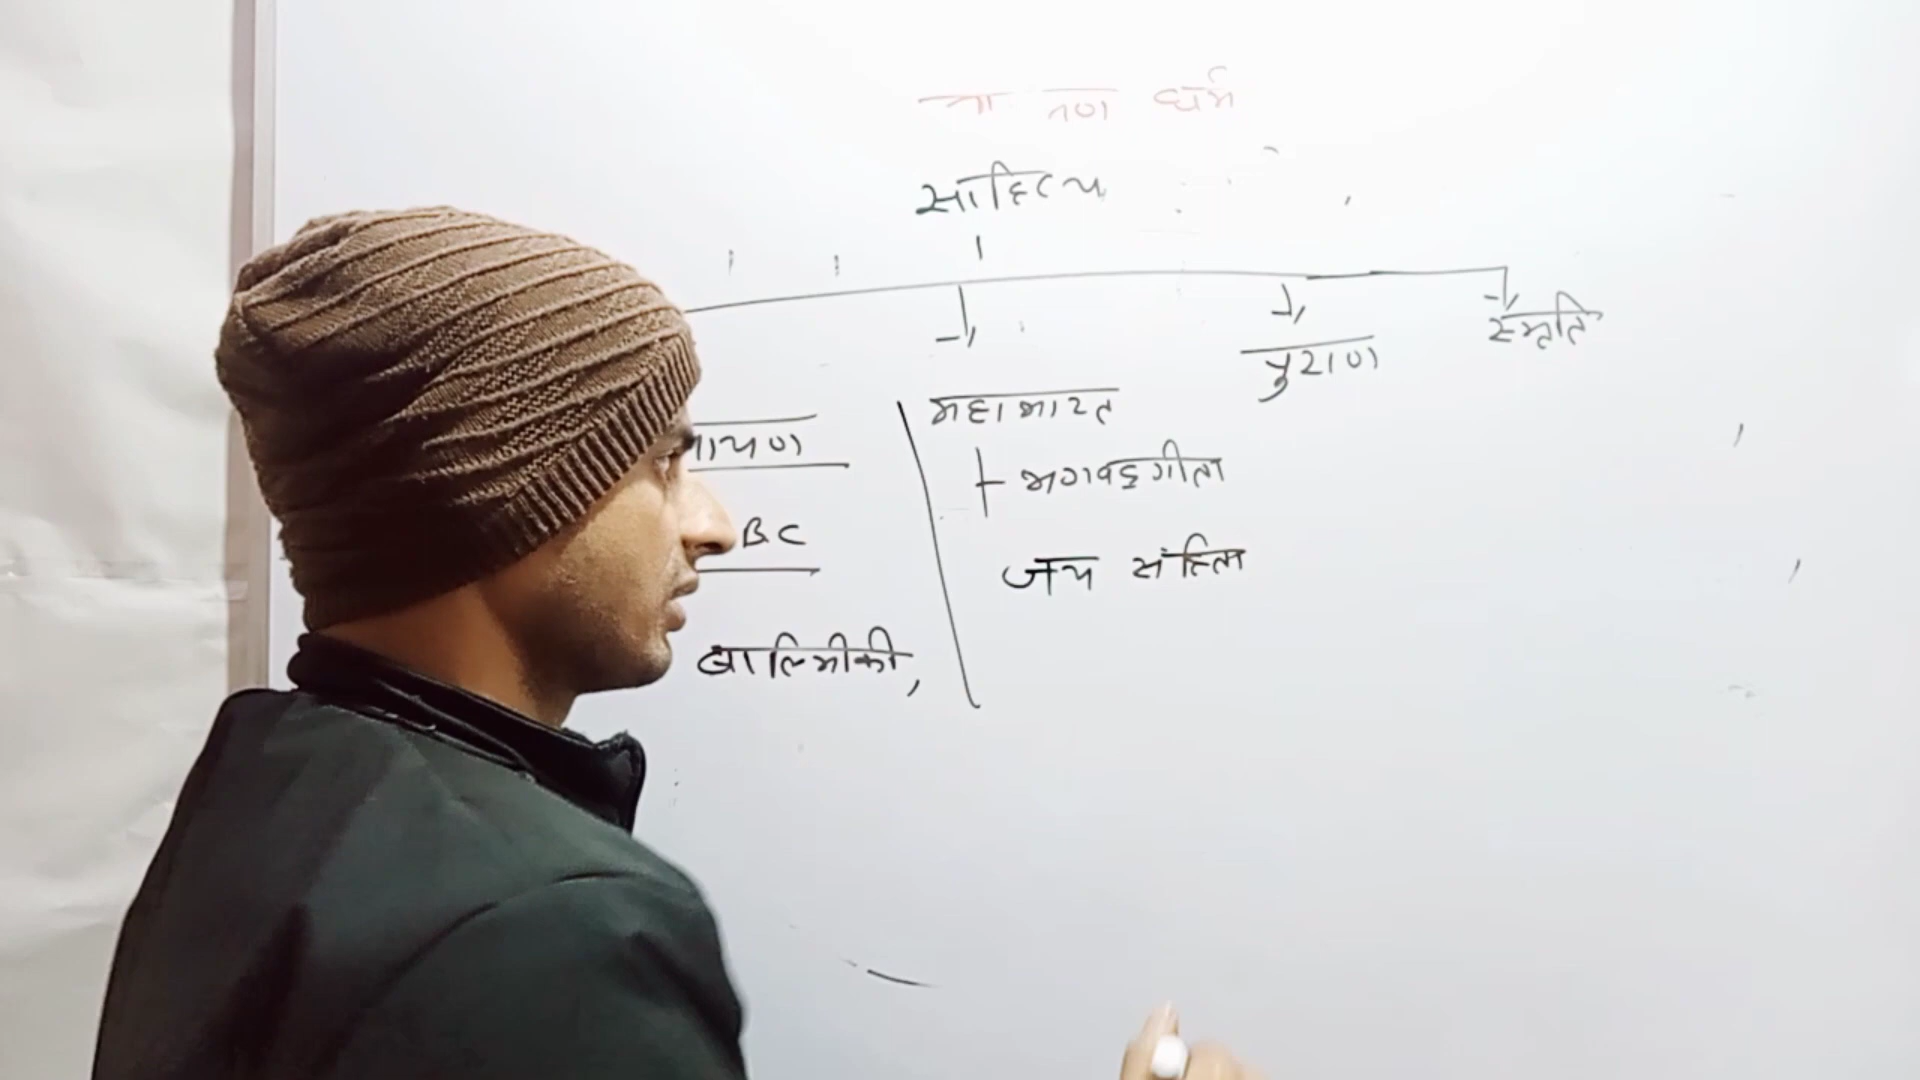 धर्म
साहित्य
स्मृति
पुराण
महाभारत
ायण
भगवद्गीता
BC
जय संहिता
बाल्मीकी,